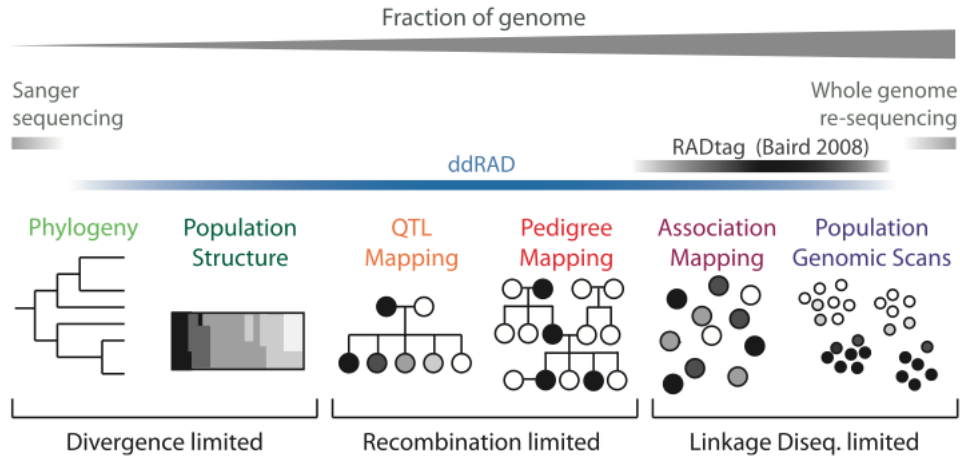 Fraction of genome
Sanger
sequencing
Whole genome
re-sequencing
RADtag (Baird 2008)
ddRAD
Phylogeny
Population
Structure
QTL
Mapping
Pedigree
Mapping
Association
Mapping
Population
Genomic Scans
Divergence limited
Recombination limited
Linkage Diseq. limited